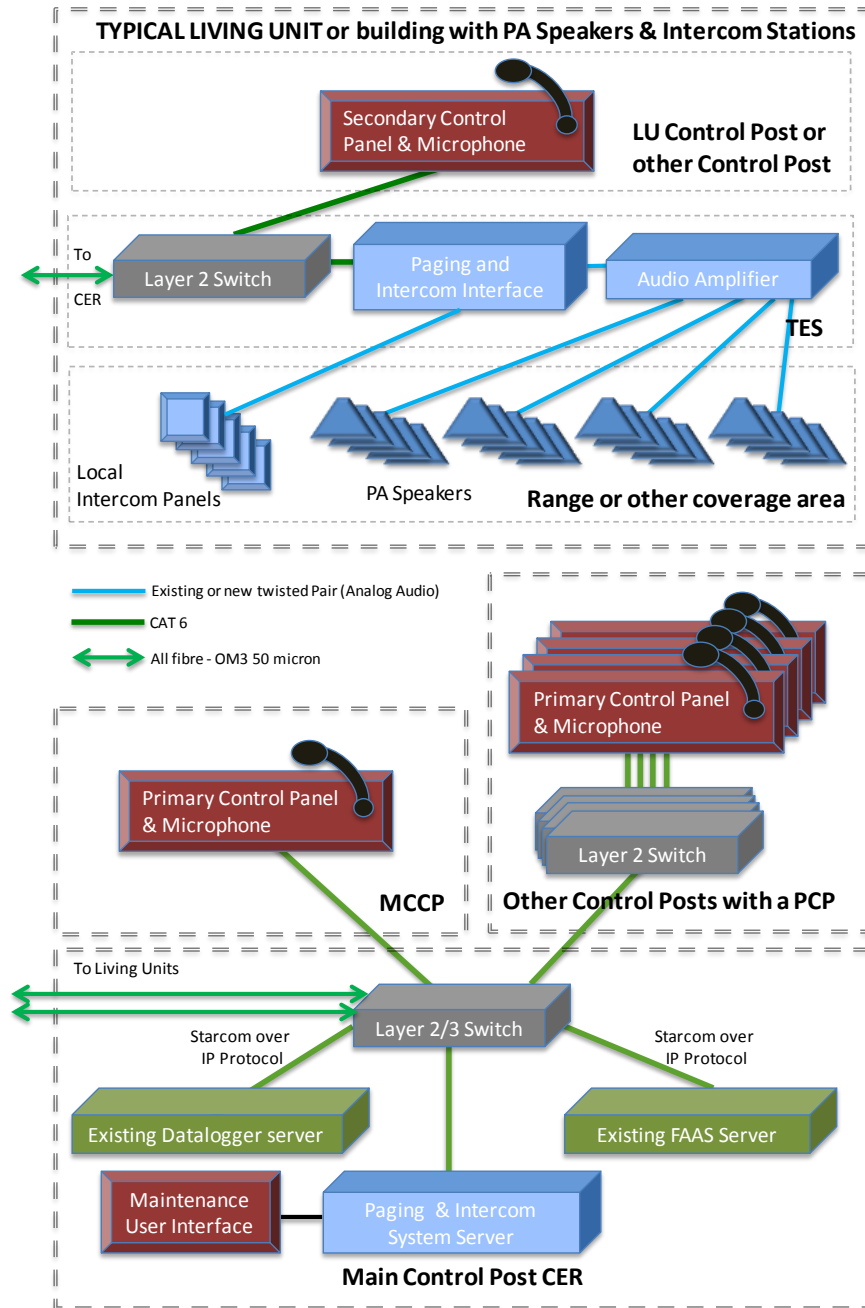 TYPICAL LIVING UNIT or building with PA Speakers & Intercom Stations
Secondary Control
Panel & Microphone
LU Control Post or
other Control Post
To
CER
Layer 2 Switch
Paging and
Intercom Interface
Audio Amplifier
TES
Local
Intercom Panels
PA Speakers
Range or other coverage area
Existing or new twisted Pair (Analog Audio)
CAT 6
All fibre - OM3 50 micron
Primary Control Panel
& Microphone
Layer 2 Switch
Other Control Posts with a PCP
Primary Control Panel
& Microphone
MCCP
To Living Units
Layer 2/3 Switch
Starcom over
IP Protocol
Starcom over
IP Protocol
Existing Datalogger server
Existing FAAS Server
Maintenance
User Interface
Paging & Intercom
System Server
Main Control Post CER